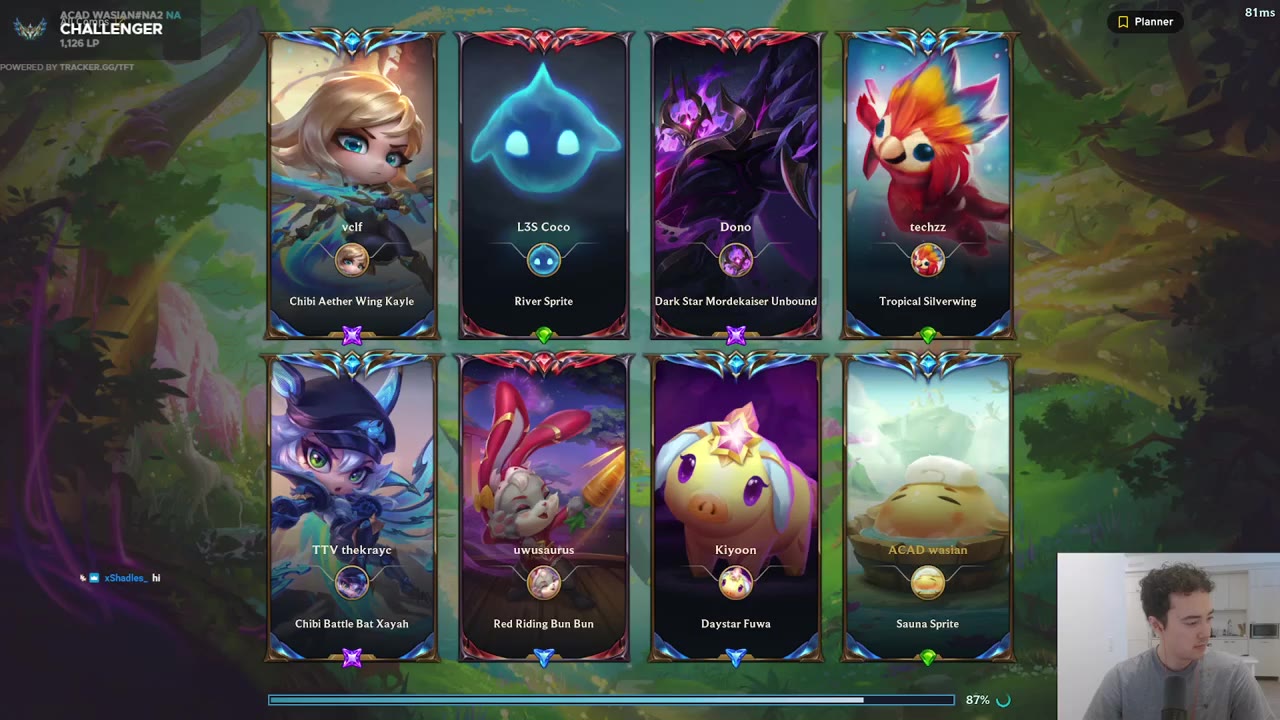 ACAD WASIAN#NA2 NA
CHALLENGER
1,126 LP
POWERED BY TRACKER.GG/TFT
Planner
81ms
vclf
Chibi Aether Wing Kayle
L3S Coco
River Sprite
Dono
Dark Star Mordekaiser Unbound
techzz
Tropical Silverwing
TTV thekrayc
Chibi Battle Bat Xayah
uwusaurus
Red Riding Bun Bun
Kiyoon
Daystar Fuwa
ACAD wasian
Sauna Sprite
xShadles_ hi
87%